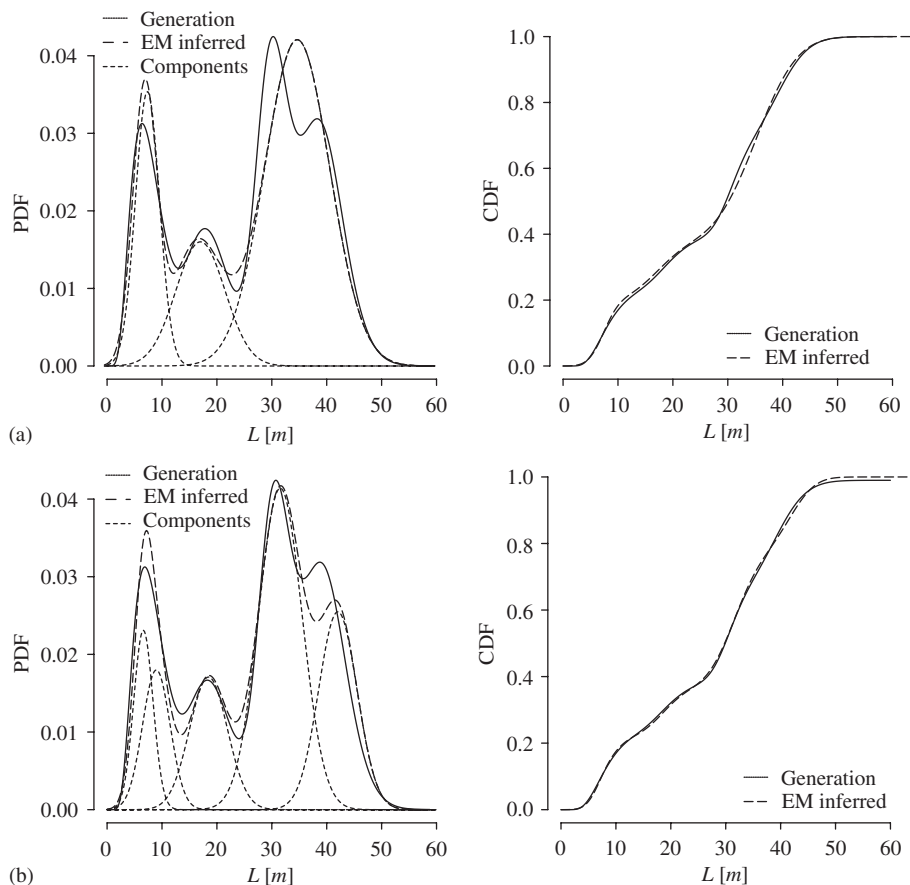 Generation
EM inferred
Components
PDF
0.04
0.03
0.02
0.01
0.00
0 10 20 30 40 50 60
L [m]
(a)
CDF
1.0
0.8
0.6
0.4
0.2
0.0
Generation
EM inferred
0 10 20 30 40 50 60
L [m]
Generation
EM inferred
Components
PDF
0.04
0.03
0.02
0.01
0.00
0 10 20 30 40 50 60
L [m]
(b)
CDF
1.0
0.8
0.6
0.4
0.2
0.0
Generation
EM inferred
0 10 20 30 40 50 60
L [m]